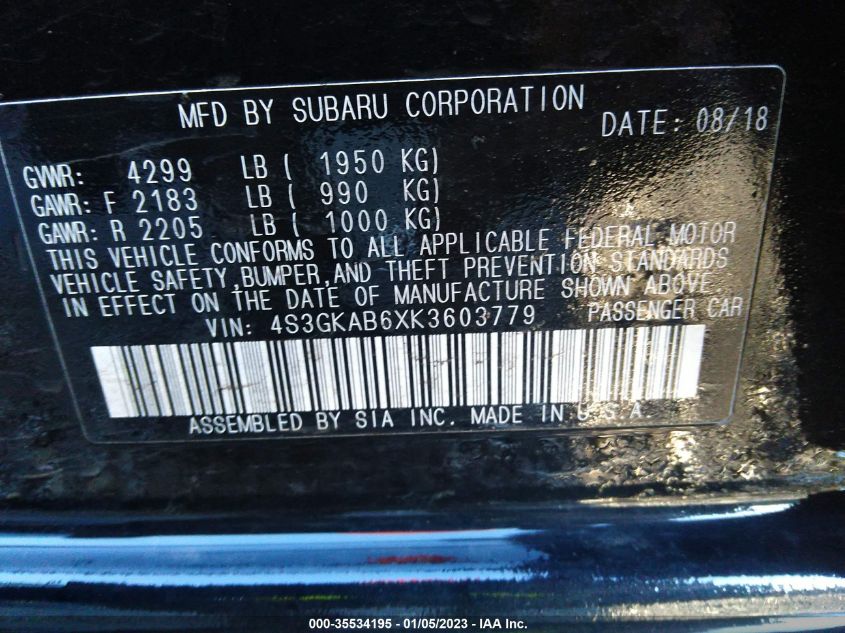 MFD BY SUBARU CORPORATION
DATE: 08/18
GVWR: 4299 LB ( 1950 KG)
GAWR: F 2183 LB ( 990 KG)
GAWR: R 2205 LB ( 1000 KG)
THIS VEHICLE CONFORMS TO ALL APPLICABLE FEDERAL MOTOR
VEHICLE SAFETY,BUMPER,AND THEFT PREVENTION STANDARDS
IN EFFECT ON THE DATE OF MANUFACTURE SHOWN ABOVE
VIN: 4S3GKAB6XK3603779 PASSENGER CAR
ASSEMBLED BY SIA INC. MADE IN U.S.A.
000-35534195 - 01/05/2023 - IAA Inc.